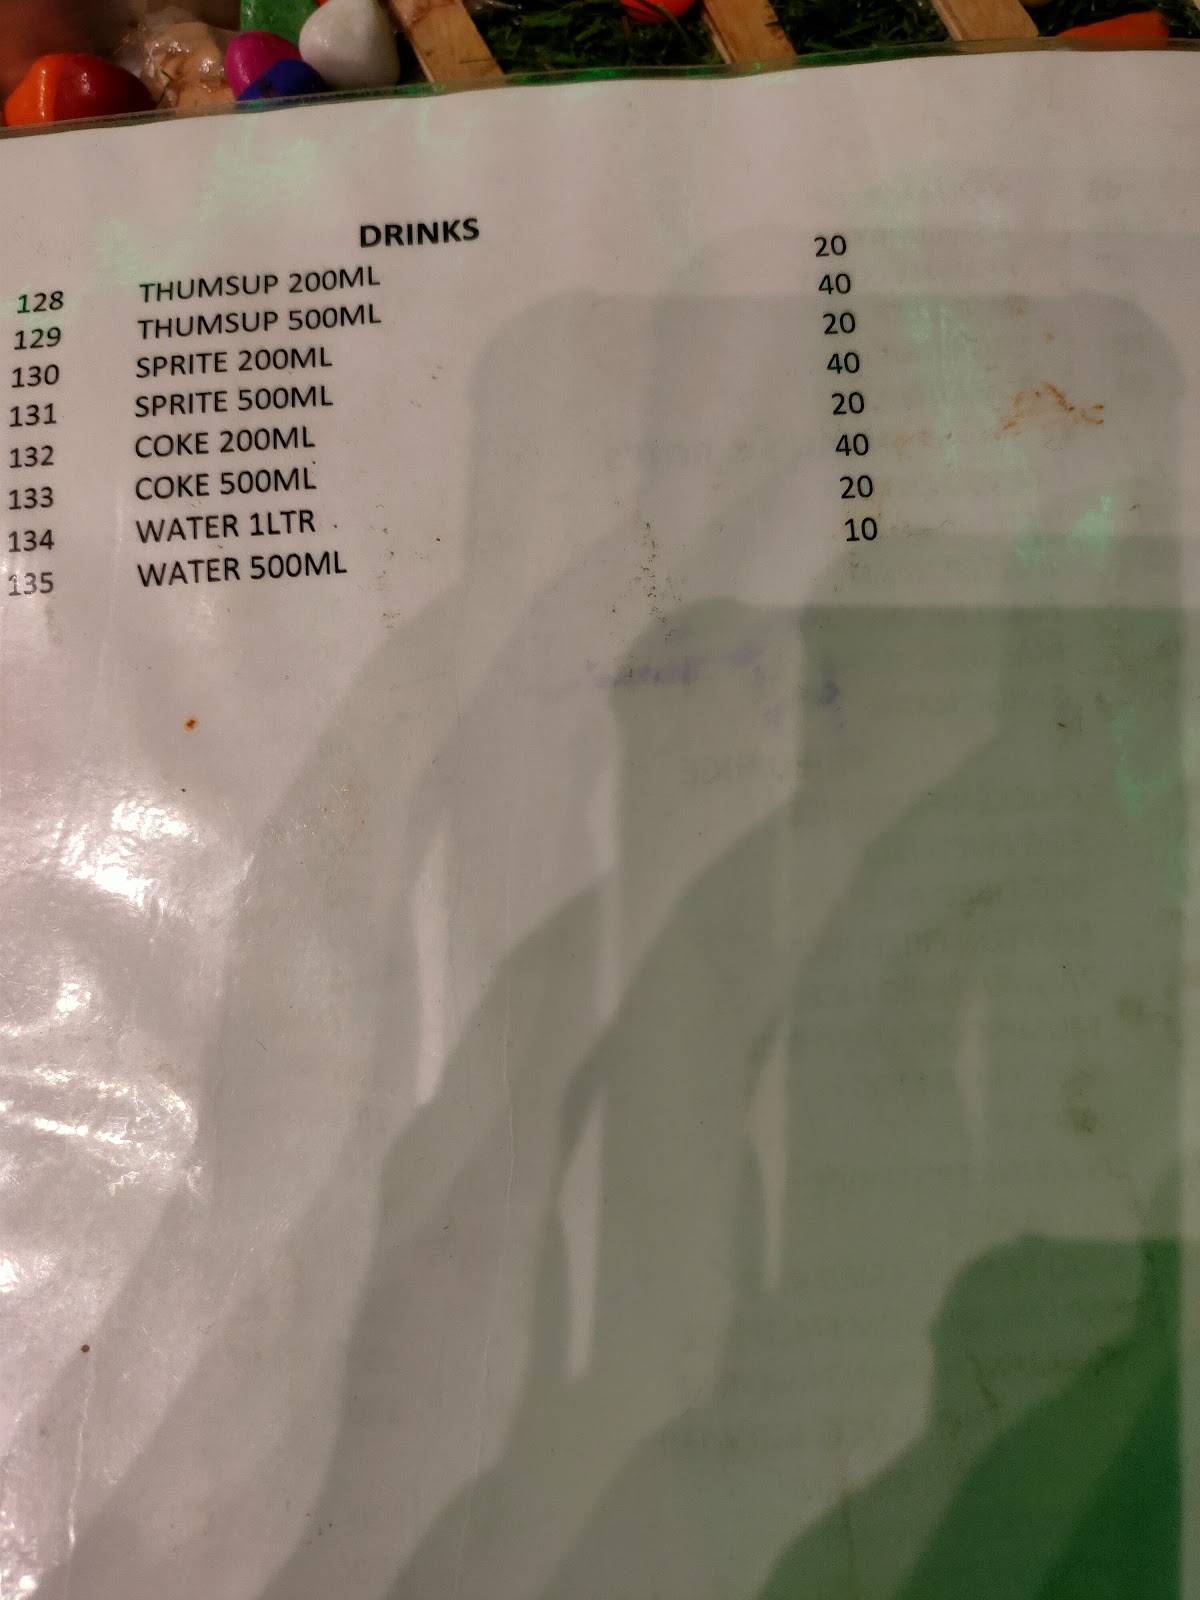 DRINKS
128 THUMSUP 200ML 20
129 THUMSUP 500ML 40
130 SPRITE 200ML 20
131 SPRITE 500ML 40
132 COKE 200ML 20
133 COKE 500ML 40
134 WATER 1LTR 20
135 WATER 500ML 10